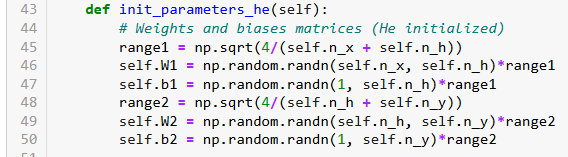 43 def init_parameters_he(self):
44 # Weights and biases matrices (He initialized)
45 range1 = np.sqrt(4/(self.n_x + self.n_h))
46 self.W1 = np.random.randn(self.n_x, self.n_h)*range1
47 self.b1 = np.random.randn(1, self.n_h)*range1
48 range2 = np.sqrt(4/(self.n_h + self.n_y))
49 self.W2 = np.random.randn(self.n_h, self.n_y)*range2
50 self.b2 = np.random.randn(1, self.n_y)*range2